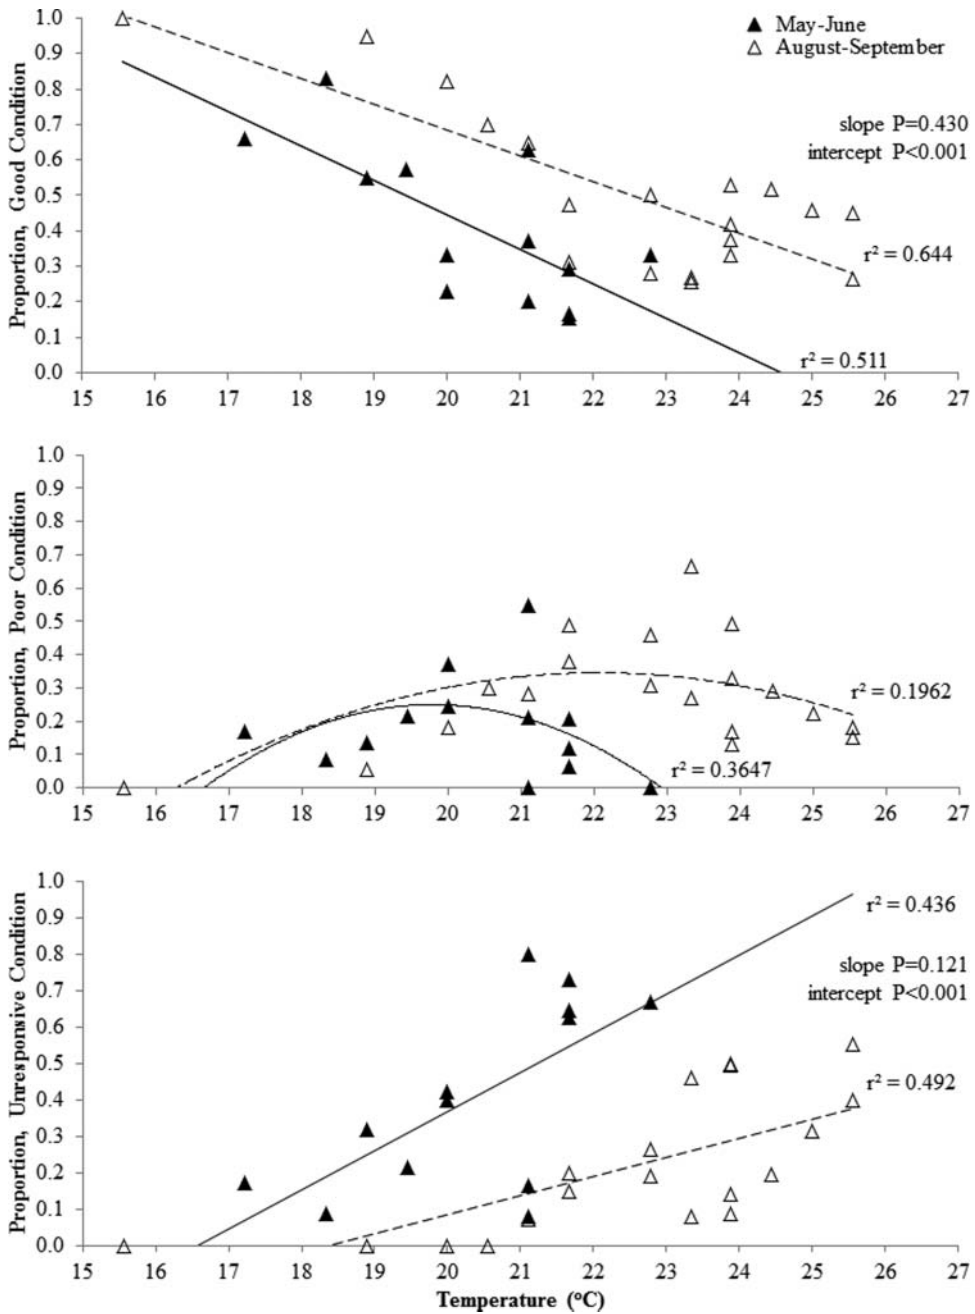 Proportion, Good Condition
1.0
0.9
0.8
0.7
0.6
0.5
0.4
0.3
0.2
0.1
0.0
▲ May-June
△ August-September
slope P=0.430
intercept P<0.001
r² = 0.644
r² = 0.511
15 16 17 18 19 20 21 22 23 24 25 26 27
Proportion, Poor Condition
1.0
0.9
0.8
0.7
0.6
0.5
0.4
0.3
0.2
0.1
0.0
r² = 0.1962
r² = 0.3647
15 16 17 18 19 20 21 22 23 24 25 26 27
Proportion, Unresponsive Condition
1.0
0.9
0.8
0.7
0.6
0.5
0.4
0.3
0.2
0.1
0.0
r² = 0.436
slope P=0.121
intercept P<0.001
r² = 0.492
15 16 17 18 19 20 21 22 23 24 25 26 27
Temperature (°C)